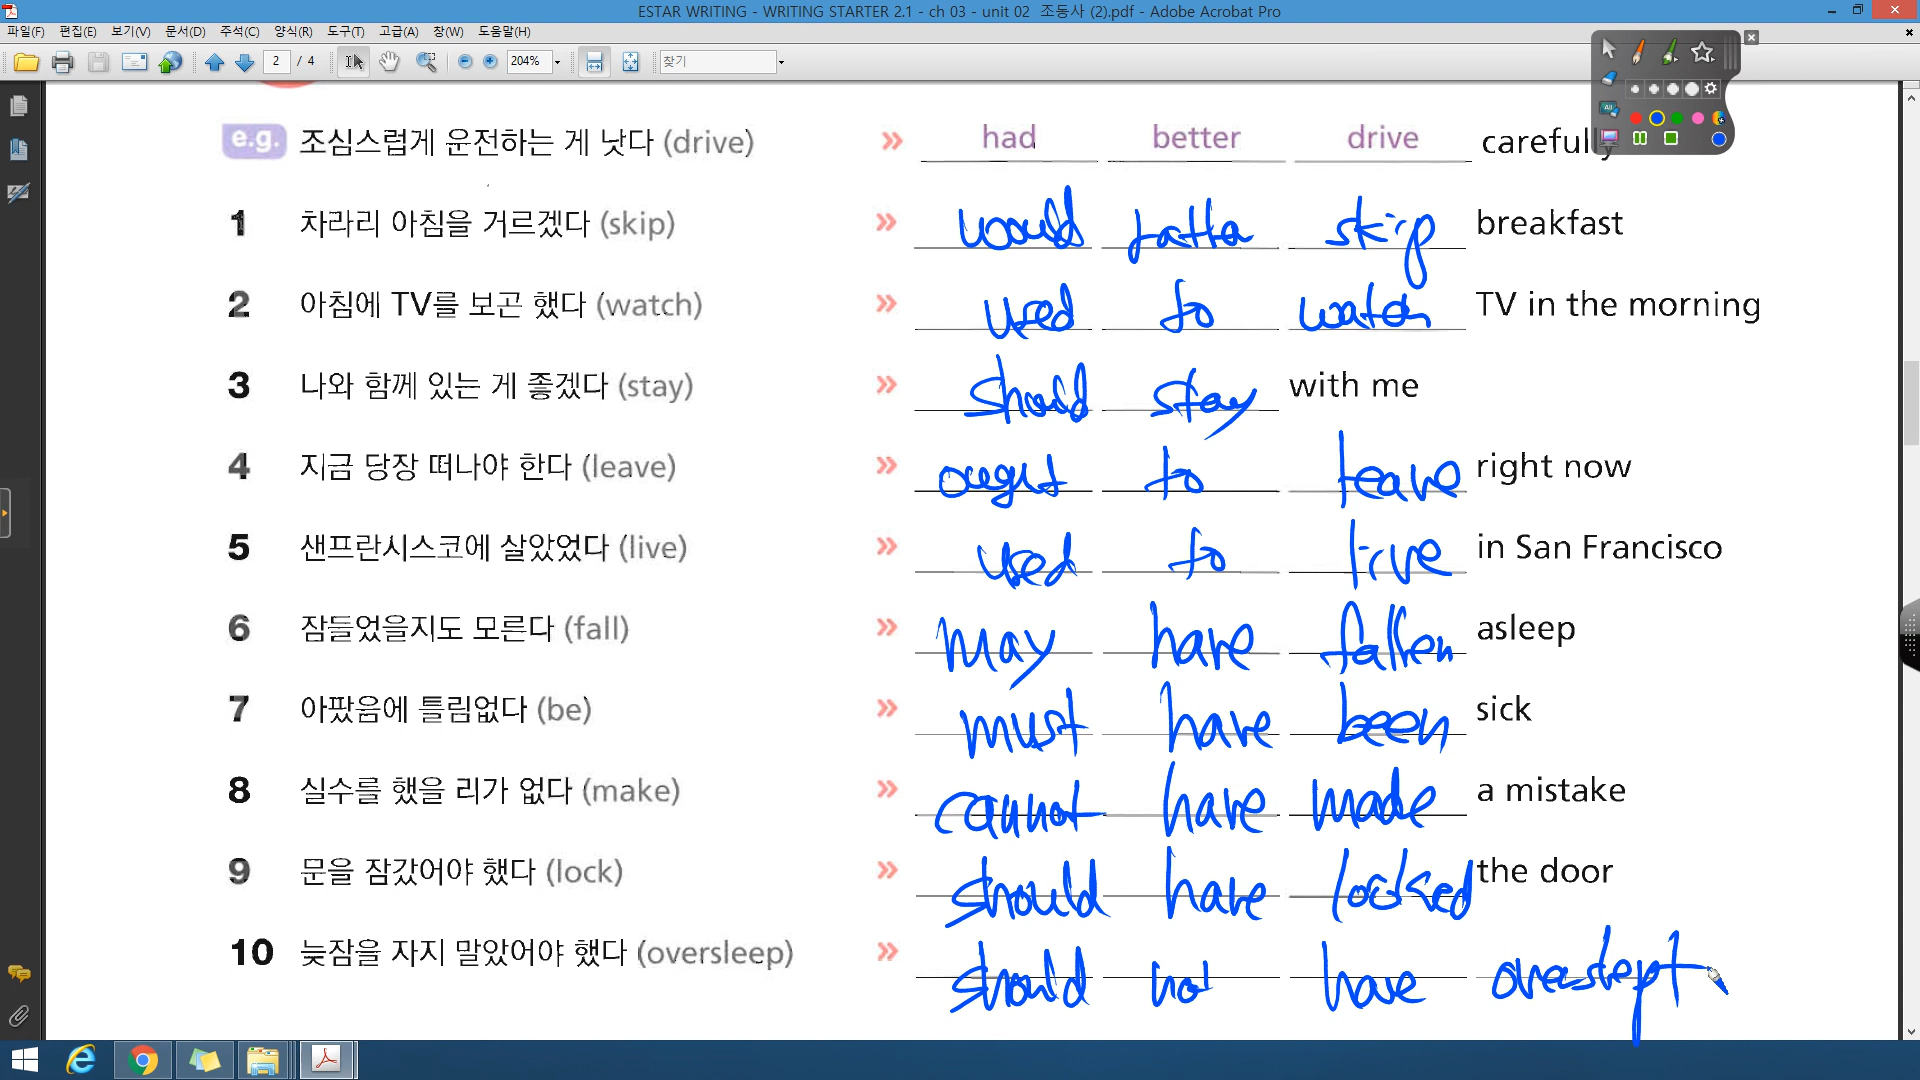 ESTAR WRITING - WRITING STARTER 2.1 - ch 03 - unit 02 조동사 (2).pdf - Adobe Acrobat Pro
파일(F) 편집(E) 보기(V) 문서(D) 주석(C) 양식(R) 도구(T) 고급(A) 창(W) 도움말(H)
2 / 4 204% 찾기
e.g. 조심스럽게 운전하는 게 낫다 (drive) » had better drive carefully
1 차라리 아침을 거르겠다 (skip) » would ratha skip breakfast
2 아침에 TV를 보곤 했다 (watch) » used to watch TV in the morning
3 나와 함께 있는 게 좋겠다 (stay) » should stay with me
4 지금 당장 떠나야 한다 (leave) » ought to leave right now
5 샌프란시스코에 살았었다 (live) » used to live in San Francisco
6 잠들었을지도 모른다 (fall) » may have fallen asleep
7 아팠음에 틀림없다 (be) » must have been sick
8 실수를 했을 리가 없다 (make) » cannot have made a mistake
9 문을 잠갔어야 했다 (lock) » should have locked the door
10 늦잠을 자지 말았어야 했다 (oversleep) » should not have overslept